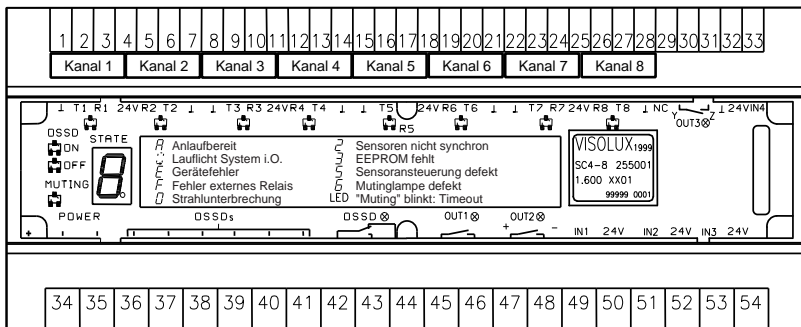 1 2 3 4 5 6 7 8 9 10 11 12 13 14 15 16 17 18 19 20 21 22 23 24 25 26 27 28 29 30 31 32 33
Kanal 1 Kanal 2 Kanal 3 Kanal 4 Kanal 5 Kanal 6 Kanal 7 Kanal 8
⊥ T1 R1 24V R2 T2 ⊥ ⊥ T3 R3 24V R4 T4 ⊥ ⊥ T5 24V R6 T6 ⊥ ⊥ T7 R7 24V R8 T8 ⊥ NC Y Z ⊥ 24V IN4
R5
OUT3⊗
OSSD STATE
ON
OFF
MUTING
8.
A Anlaufbereit
Lauflicht System i.O.
E Gerätefehler
F Fehler externes Relais
0 Strahlunterbrechung
2 Sensoren nicht synchron
3 EEPROM fehlt
5 Sensoransteuerung defekt
6 Mutinglampe defekt
LED "Muting" blinkt: Timeout
VISOLUX 1999
SC4-8 255001
1.600 XX01
99999 0001
POWER OSSDs OSSD⊗ OUT1⊗ OUT2⊗
+ - + - IN1 24V IN2 24V IN3 24V
34 35 36 37 38 39 40 41 42 43 44 45 46 47 48 49 50 51 52 53 54